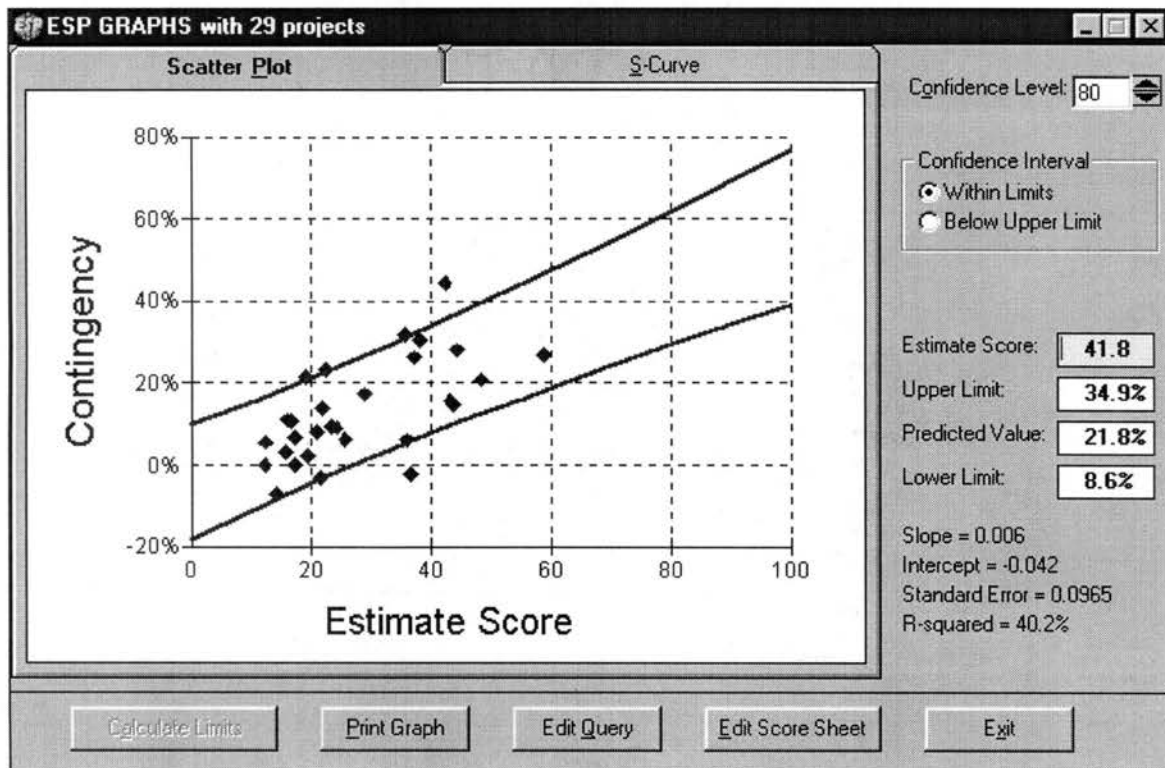 ESP GRAPHS with 29 projects
Scatter Plot
S-Curve
Contingency
80%
60%
40%
20%
0%
-20%
0 20 40 60 80 100
Estimate Score
Confidence Level: 80
Confidence Interval
Within Limits
Below Upper Limit
Estimate Score: 41.8
Upper Limit: 34.9%
Predicted Value: 21.8%
Lower Limit: 8.6%
Slope = 0.006
Intercept = -0.042
Standard Error = 0.0965
R-squared = 40.2%
Calculate Limits
Print Graph
Edit Query
Edit Score Sheet
Exit